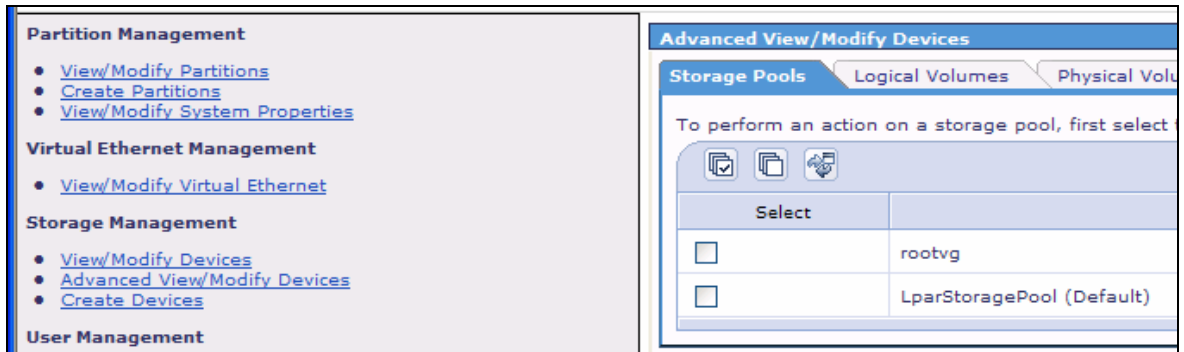 Partition Management
View/Modify Partitions
Create Partitions
View/Modify System Properties
Virtual Ethernet Management
View/Modify Virtual Ethernet
Storage Management
View/Modify Devices
Advanced View/Modify Devices
Create Devices
User Management
Advanced View/Modify Devices
Storage Pools Logical Volumes Physical Volu
To perform an action on a storage pool, first select
Select
rootvg
LparStoragePool (Default)